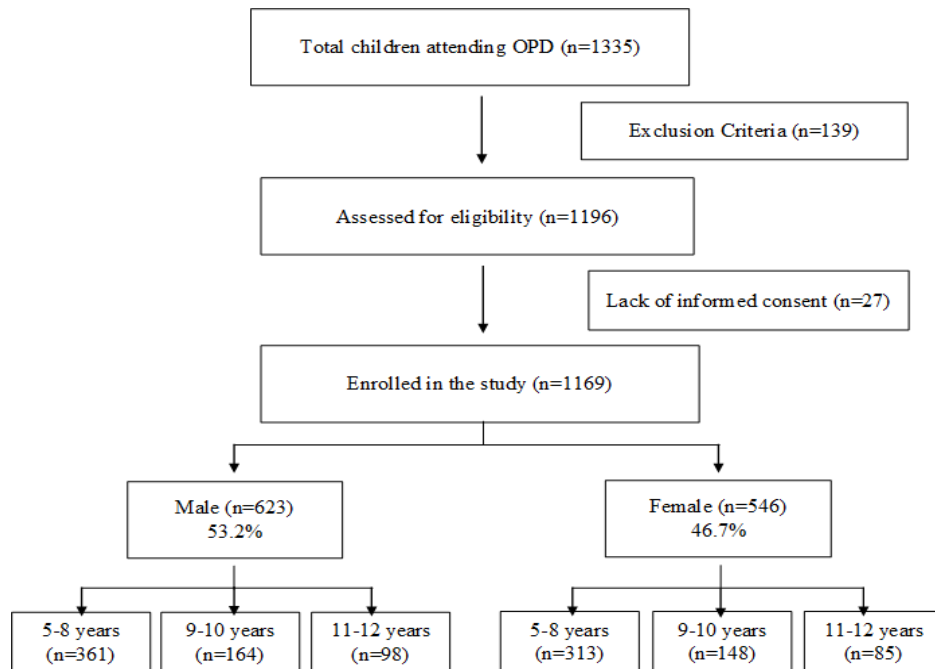 Total children attending OPD (n=1335)
Exclusion Criteria (n=139)
Assessed for eligibility (n=1196)
Lack of informed consent (n=27)
Enrolled in the study (n=1169)
Male (n=623)
53.2%
Female (n=546)
46.7%
5-8 years
(n=361)
9-10 years
(n=164)
11-12 years
(n=98)
5-8 years
(n=313)
9-10 years
(n=148)
11-12 years
(n=85)